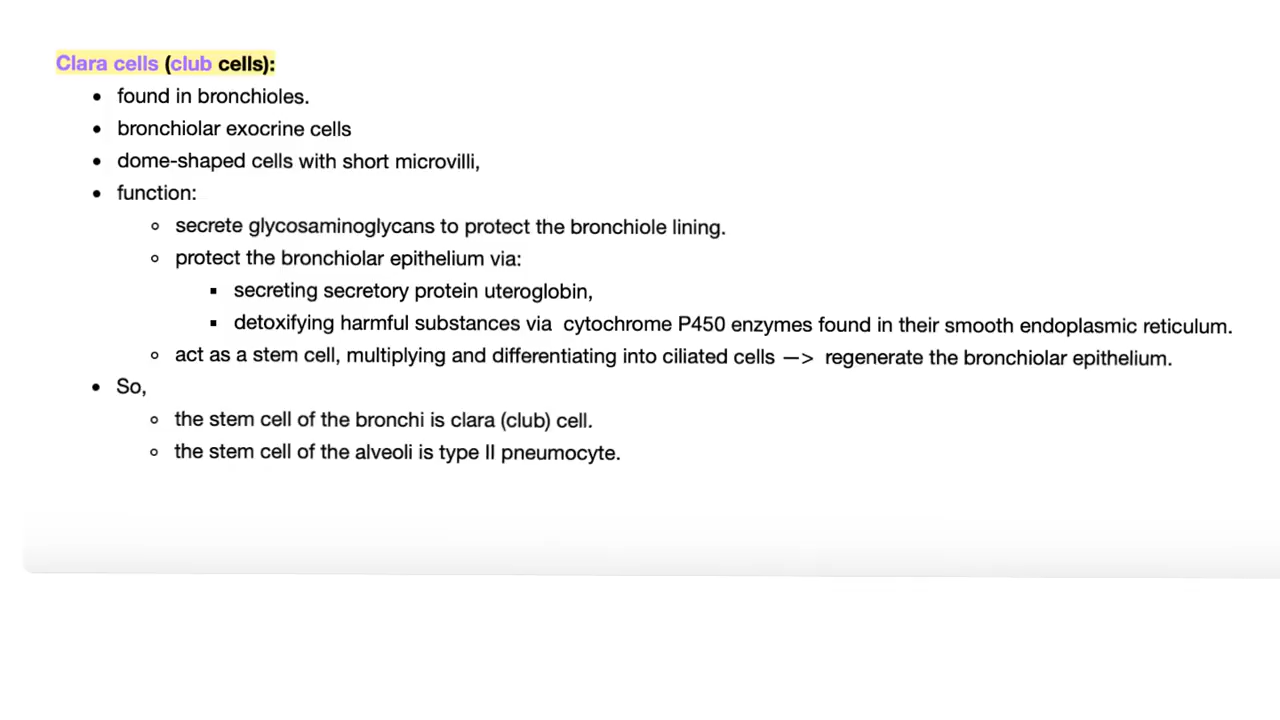 Clara cells (club cells):
• found in bronchioles.
• bronchiolar exocrine cells
• dome-shaped cells with short microvilli,
• function:
◦ secrete glycosaminoglycans to protect the bronchiole lining.
◦ protect the bronchiolar epithelium via:
▪ secreting secretory protein uteroglobin,
▪ detoxifying harmful substances via cytochrome P450 enzymes found in their smooth endoplasmic reticulum.
◦ act as a stem cell, multiplying and differentiating into ciliated cells —> regenerate the bronchiolar epithelium.
• So,
◦ the stem cell of the bronchi is clara (club) cell.
◦ the stem cell of the alveoli is type II pneumocyte.